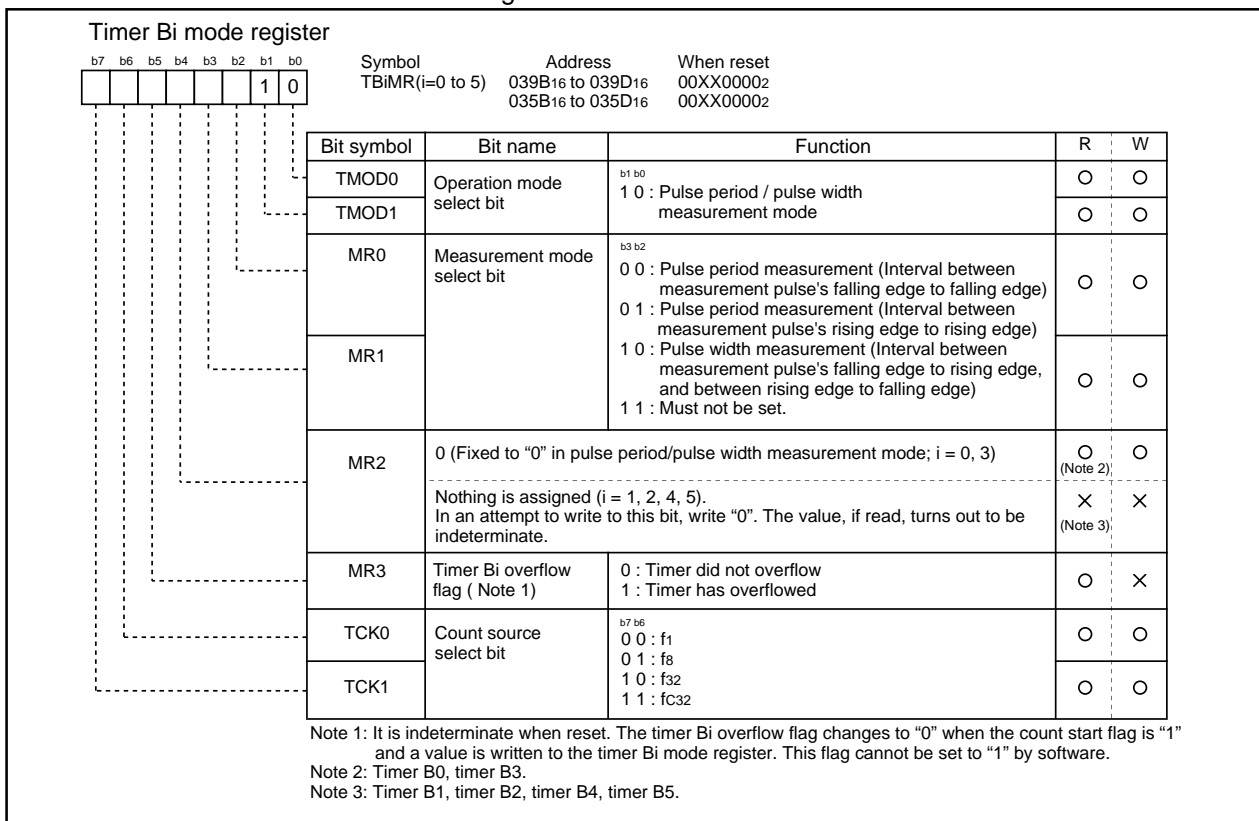 Timer Bi mode register
b7 b6 b5 b4 b3 b2 b1 b0
1 0
Symbol Address When reset
TBiMR(i=0 to 5) 039B16 to 039D16 00XX00002
035B16 to 035D16 00XX00002
Bit symbol Bit name Function R W
TMOD0
TMOD1
Operation mode
select bit
b1 b0
1 0 : Pulse period / pulse width
measurement mode
MR0
MR1
Measurement mode
select bit
b3 b2
0 0 : Pulse period measurement (Interval between
measurement pulse's falling edge to falling edge)
0 1 : Pulse period measurement (Interval between
measurement pulse's rising edge to rising edge)
1 0 : Pulse width measurement (Interval between
measurement pulse's falling edge to rising edge,
and between rising edge to falling edge)
1 1 : Must not be set.
MR2
0 (Fixed to “0” in pulse period/pulse width measurement mode; i = 0, 3)
(Note 2)
Nothing is assigned (i = 1, 2, 4, 5).
In an attempt to write to this bit, write “0”. The value, if read, turns out to be
indeterminate.
(Note 3)
MR3
Timer Bi overflow
flag ( Note 1)
0 : Timer did not overflow
1 : Timer has overflowed
TCK0
TCK1
Count source
select bit
b7 b6
0 0 : f1
0 1 : f8
1 0 : f32
1 1 : fC32
Note 1: It is indeterminate when reset. The timer Bi overflow flag changes to “0” when the count start flag is “1”
and a value is written to the timer Bi mode register. This flag cannot be set to “1” by software.
Note 2: Timer B0, timer B3.
Note 3: Timer B1, timer B2, timer B4, timer B5.